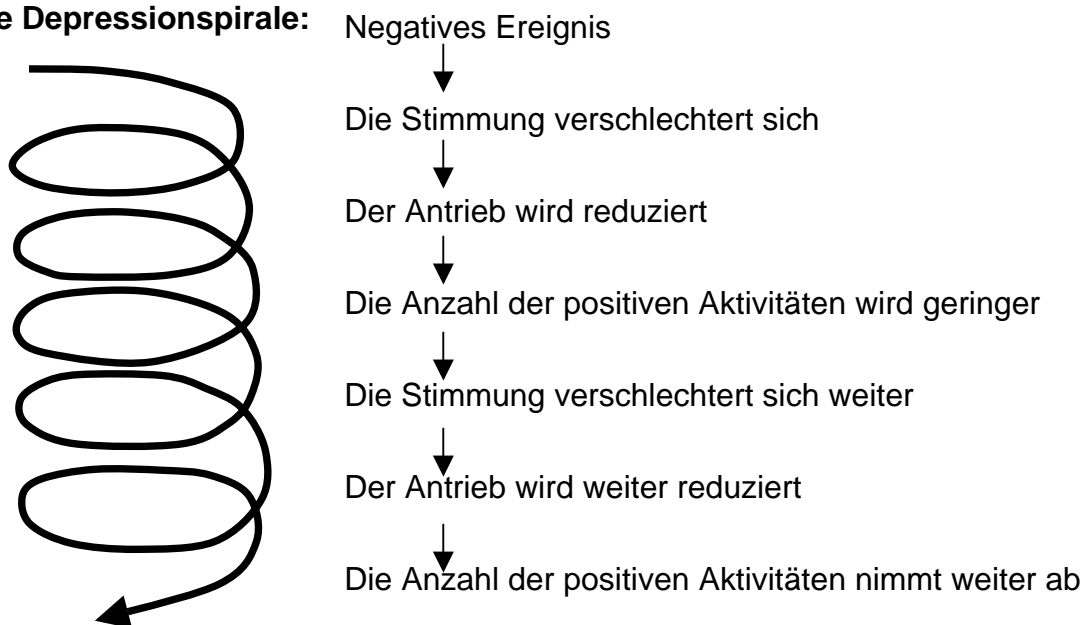 e Depressionspirale:
Negatives Ereignis
Die Stimmung verschlechtert sich
Der Antrieb wird reduziert
Die Anzahl der positiven Aktivitäten wird geringer
Die Stimmung verschlechtert sich weiter
Der Antrieb wird weiter reduziert
Die Anzahl der positiven Aktivitäten nimmt weiter ab